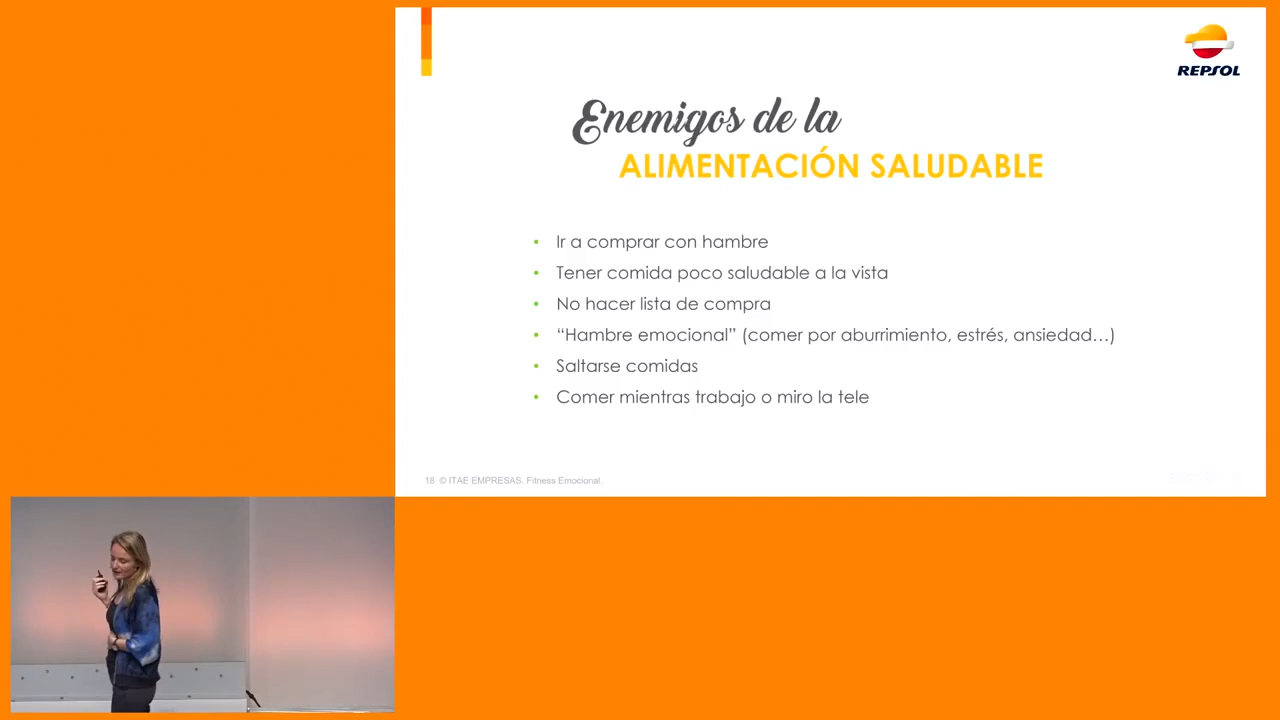 REPSOL
Enemigos de la
ALIMENTACIÓN SALUDABLE
• Ir a comprar con hambre
• Tener comida poco saludable a la vista
• No hacer lista de compra
• “Hambre emocional” (comer por aburrimiento, estrés, ansiedad…)
• Saltarse comidas
• Comer mientras trabajo o miro la tele
18 © ITAE EMPRESAS. Fitness Emocional.